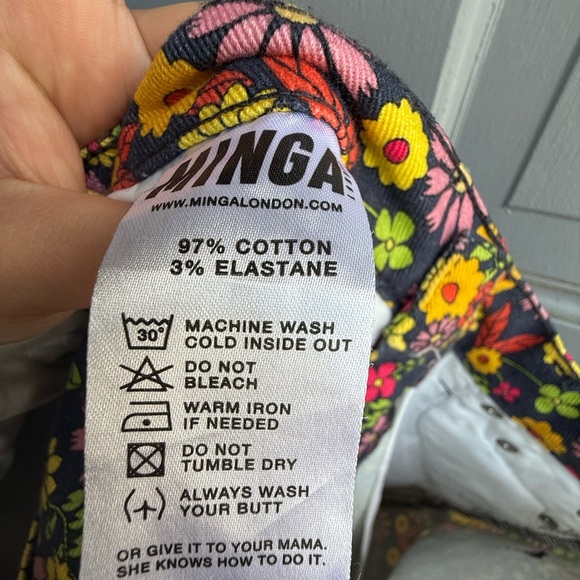 MINGA
WWW.MINGALONDON.COM
97% COTTON
3% ELASTANE
30°
MACHINE WASH
COLD INSIDE OUT
DO NOT
BLEACH
WARM IRON
IF NEEDED
DO NOT
TUMBLE DRY
ALWAYS WASH
YOUR BUTT
OR GIVE IT TO YOUR MAMA.
SHE KNOWS HOW TO DO IT.